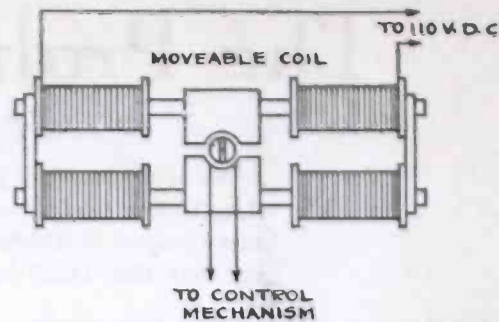 TO 110 V. D.C
MOVEABLE COIL
TO CONTROL
MECHANISM